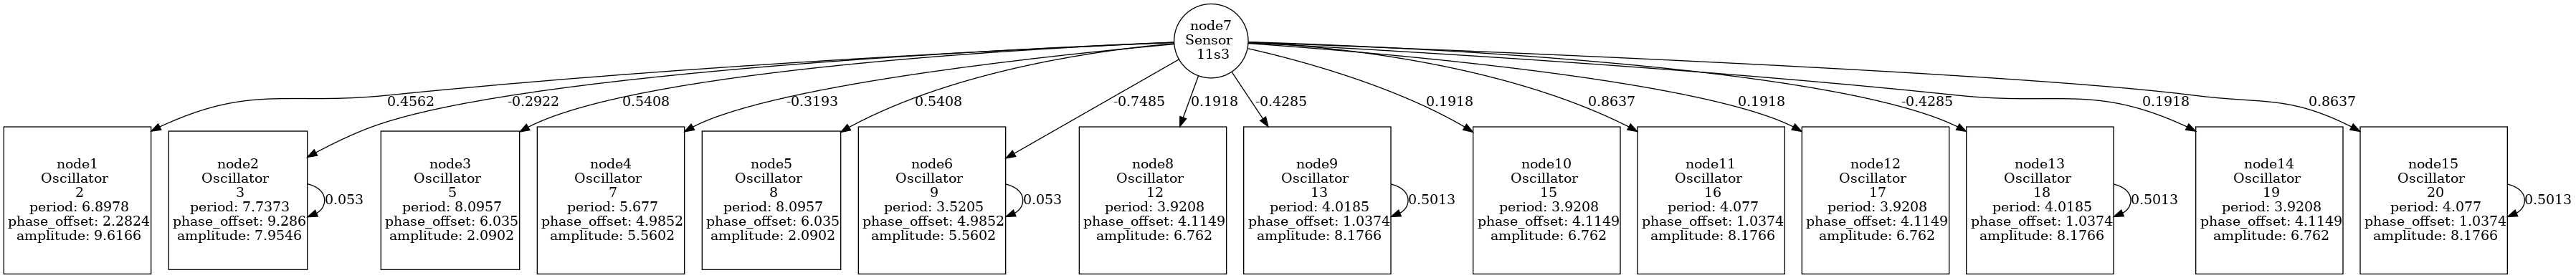 node7
Sensor
11s3
0.4562
-0.2922
0.5408
-0.3193
0.5408
-0.7485
0.1918
-0.4285
0.1918
0.8637
0.1918
-0.4285
0.1918
0.8637
node1
Oscillator
2
period: 6.8978
phase_offset: 2.2824
amplitude: 9.6166
node2
Oscillator
3
period: 7.7373
phase_offset: 9.286
amplitude: 7.9546
0.053
node3
Oscillator
5
period: 8.0957
phase_offset: 6.035
amplitude: 2.0902
node4
Oscillator
7
period: 5.677
phase_offset: 4.9852
amplitude: 5.5602
node5
Oscillator
8
period: 8.0957
phase_offset: 6.035
amplitude: 2.0902
node6
Oscillator
9
period: 3.5205
phase_offset: 4.9852
amplitude: 5.5602
0.053
node8
Oscillator
12
period: 3.9208
phase_offset: 4.1149
amplitude: 6.762
node9
Oscillator
13
period: 4.0185
phase_offset: 1.0374
amplitude: 8.1766
0.5013
node10
Oscillator
15
period: 3.9208
phase_offset: 4.1149
amplitude: 6.762
node11
Oscillator
16
period: 4.077
phase_offset: 1.0374
amplitude: 8.1766
node12
Oscillator
17
period: 3.9208
phase_offset: 4.1149
amplitude: 6.762
node13
Oscillator
18
period: 4.0185
phase_offset: 1.0374
amplitude: 8.1766
0.5013
node14
Oscillator
19
period: 3.9208
phase_offset: 4.1149
amplitude: 6.762
node15
Oscillator
20
period: 4.077
phase_offset: 1.0374
amplitude: 8.1766
0.5013